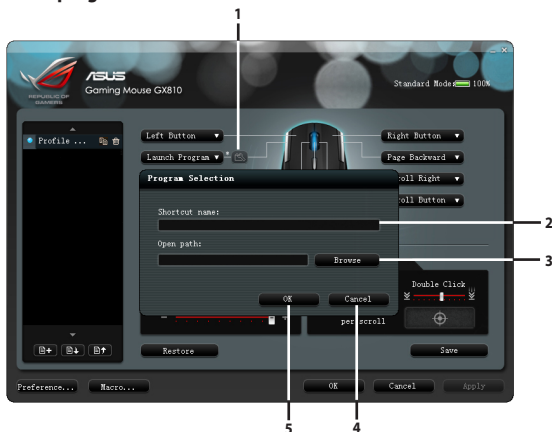 1
REPUBLIC OF
GAMERS
ASUS
Gaming Mouse GX810
Standard Mode
100%
Profile ...
Left Button
Right Button
Launch Program
Page Backward
Program Selection
roll Right
roll Button
Shortcut name:
2
Open path:
Browse
3
Double Click
OK
Cancel
per scroll
Restore
Save
Preference...
Macro...
OK
Cancel
Apply
5
4